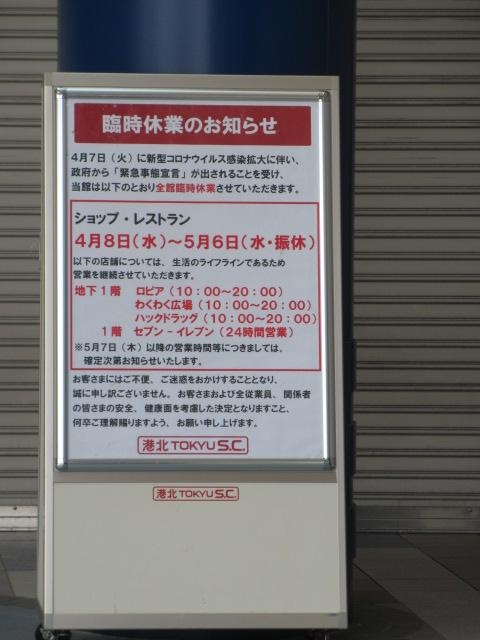 臨時休業のお知らせ
4月7日（火）に新型コロナウイルス感染拡大に伴い、
政府から「緊急事態宣言」が出されることを受け、
当館は以下のとおり全館臨時休業させていただきます。
ショップ・レストラン
4月8日（水）～5月6日（水・振休）
以下の店舗については、生活のライフラインであるため
営業を継続させていただきます。
地下1階 ロピア（10：00～20：00）
わくわく広場（10：00～20：00）
ハックドラッグ（10：00～20：00）
1階 セブン－イレブン（24時間営業）
※5月7日（木）以降の営業時間等につきましては、
確定次第お知らせいたします。
お客さまにはご不便、ご迷惑をおかけすることとなり、
誠に申し訳ございません。お客さまおよび全従業員、関係者
の皆さまの安全、健康面を考慮した決定となりますこと、
何卒ご理解賜りますよう、お願い申し上げます。
港北 TOKYU S.C.
港北 TOKYU S.C.